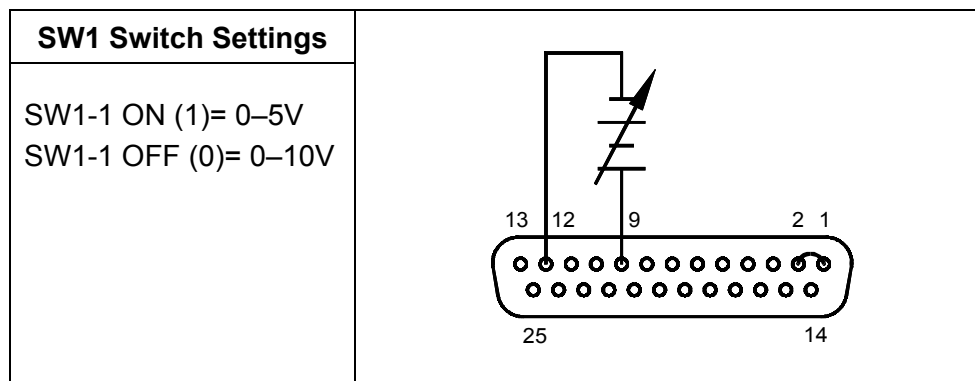 SW1 Switch Settings
SW1-1 ON (1)= 0–5V
SW1-1 OFF (0)= 0–10V
13 12 9 2 1
25 14